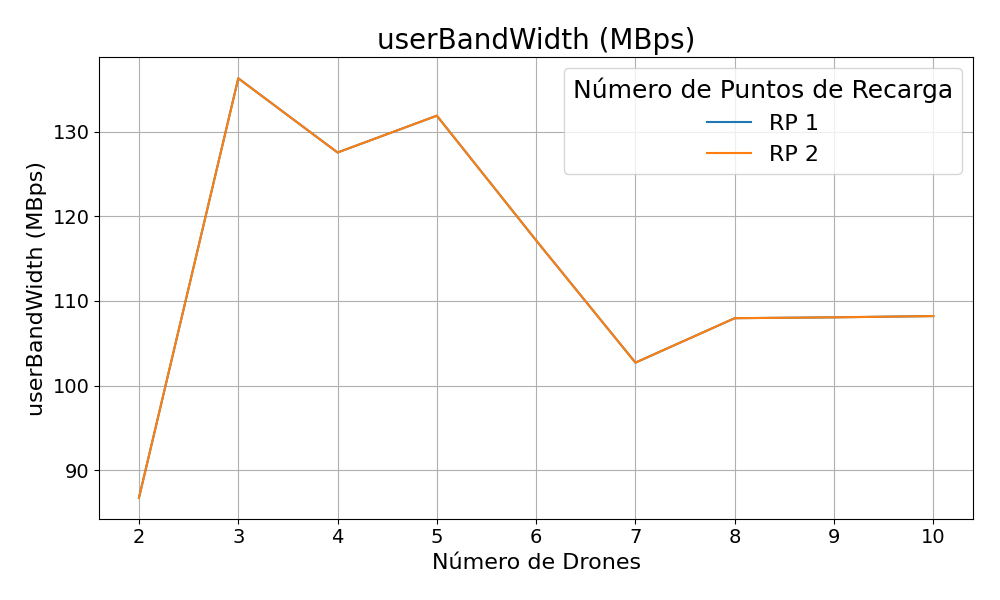 userBandWidth (MBps)
Número de Puntos de Recarga
RP 1
RP 2
userBandWidth (MBps)
130
120
110
100
90
2 3 4 5 6 7 8 9 10
Número de Drones